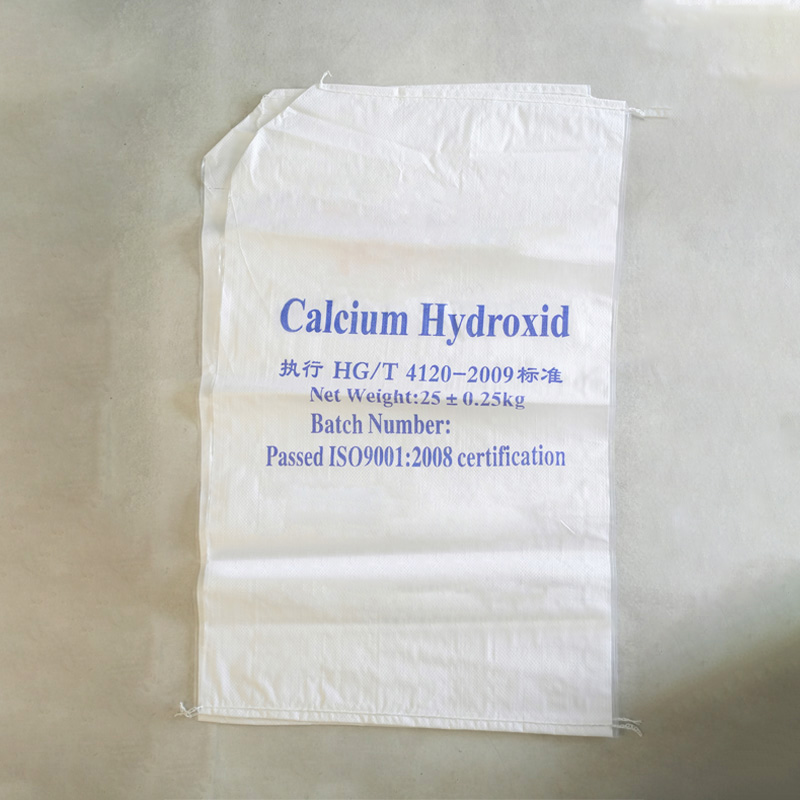 Calcium Hydroxid
执行 HG/T 4120-2009标准
Net Weight:25 ± 0.25kg
Batch Number:
Passed ISO9001:2008 certification